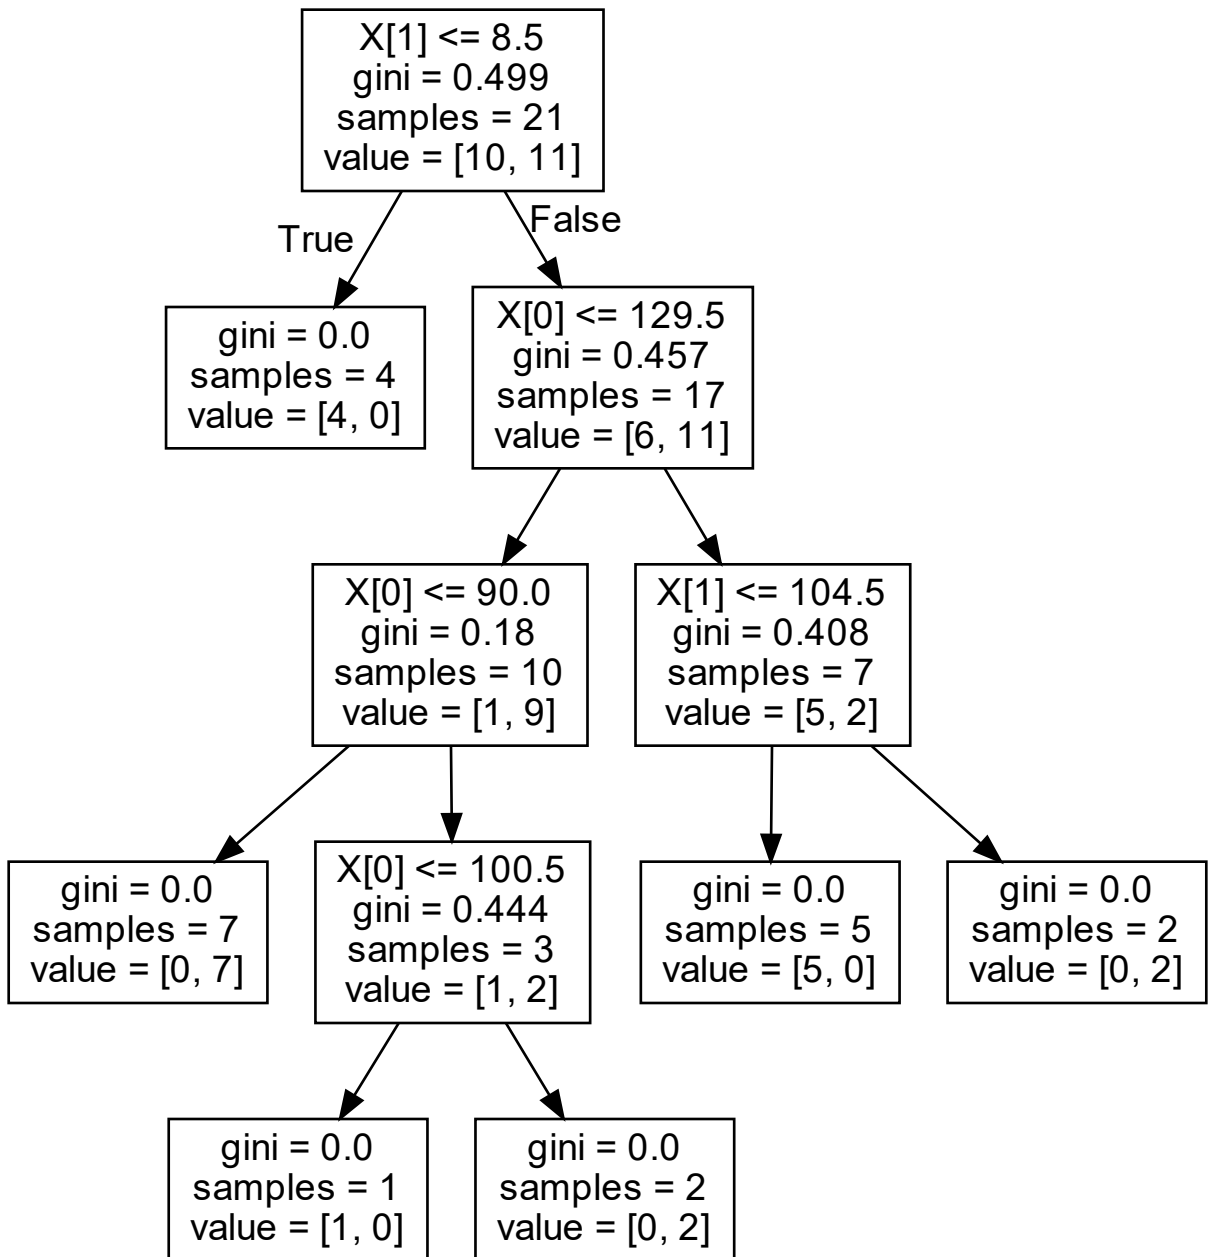 X[1] <= 8.5
gini = 0.499
samples = 21
value = [10, 11]
True
False
gini = 0.0
samples = 4
value = [4, 0]
X[0] <= 129.5
gini = 0.457
samples = 17
value = [6, 11]
X[0] <= 90.0
gini = 0.18
samples = 10
value = [1, 9]
X[1] <= 104.5
gini = 0.408
samples = 7
value = [5, 2]
gini = 0.0
samples = 7
value = [0, 7]
X[0] <= 100.5
gini = 0.444
samples = 3
value = [1, 2]
gini = 0.0
samples = 5
value = [5, 0]
gini = 0.0
samples = 2
value = [0, 2]
gini = 0.0
samples = 1
value = [1, 0]
gini = 0.0
samples = 2
value = [0, 2]